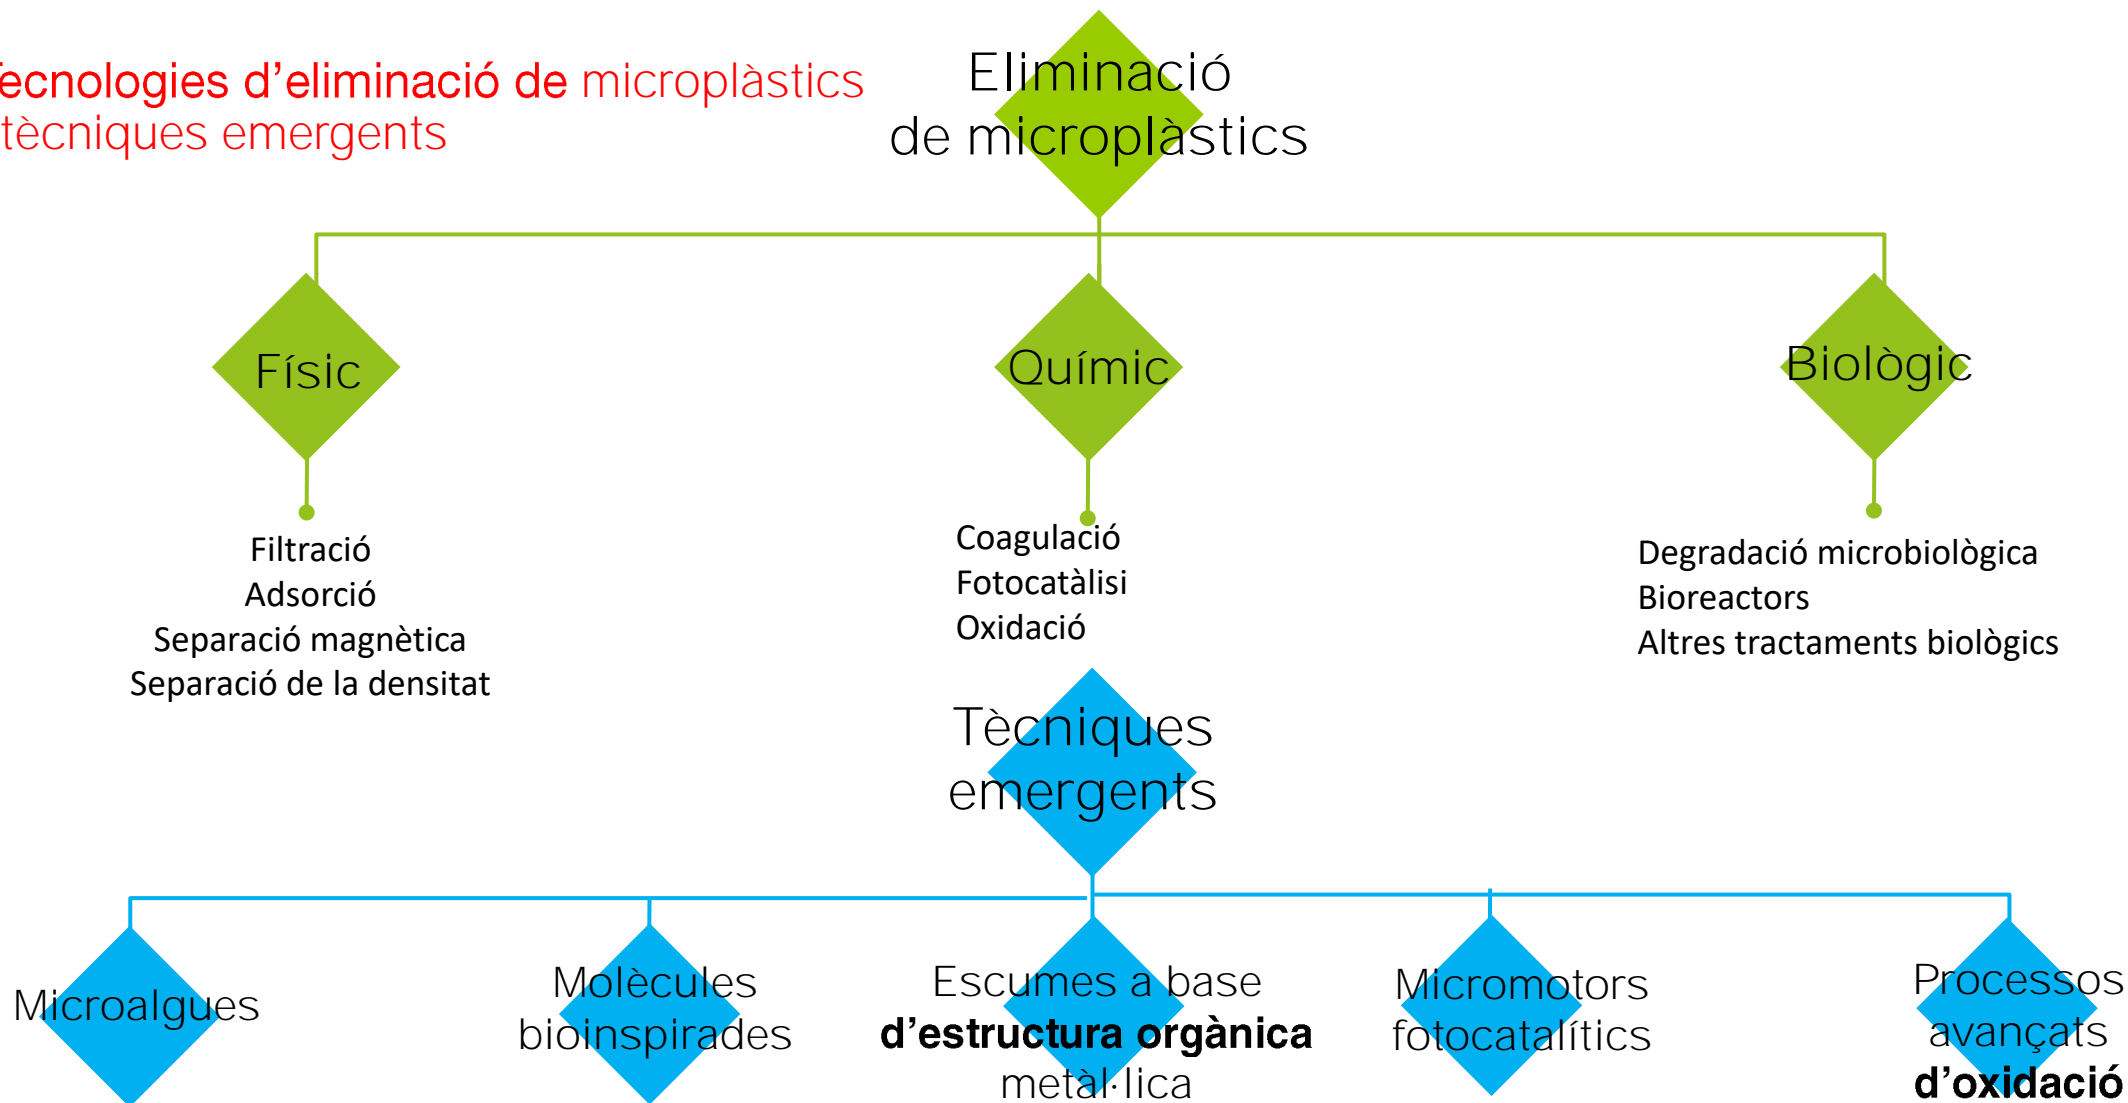 Tecnologies d'eliminació de microplàstics
tècniques emergents
Eliminació
de microplàstics
Físic
Químic
Biològic
Filtració
Adsorció
Separació magnètica
Separació de la densitat
Coagulació
Fotocatàlisi
Oxidació
Degradació microbiològica
Bioreactors
Altres tractaments biològics
Tècniques
emergents
Microalgues
Molècules
bioinspirades
Escumes a base
d'estructura orgànica
metàl·lica
Micromotors
fotocatalítics
Processos
avançats
d'oxidació